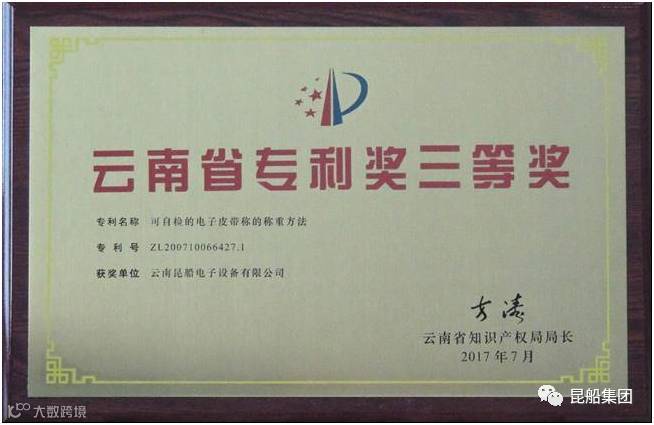 云南省专利奖三等奖
专利名称 可自检的电子皮带称的称重方法
专利号 ZL200710066427.1
获奖单位 云南昆船电子设备有限公司
云南省知识产权局局长
2017年7月
昆船集团
大数跨境